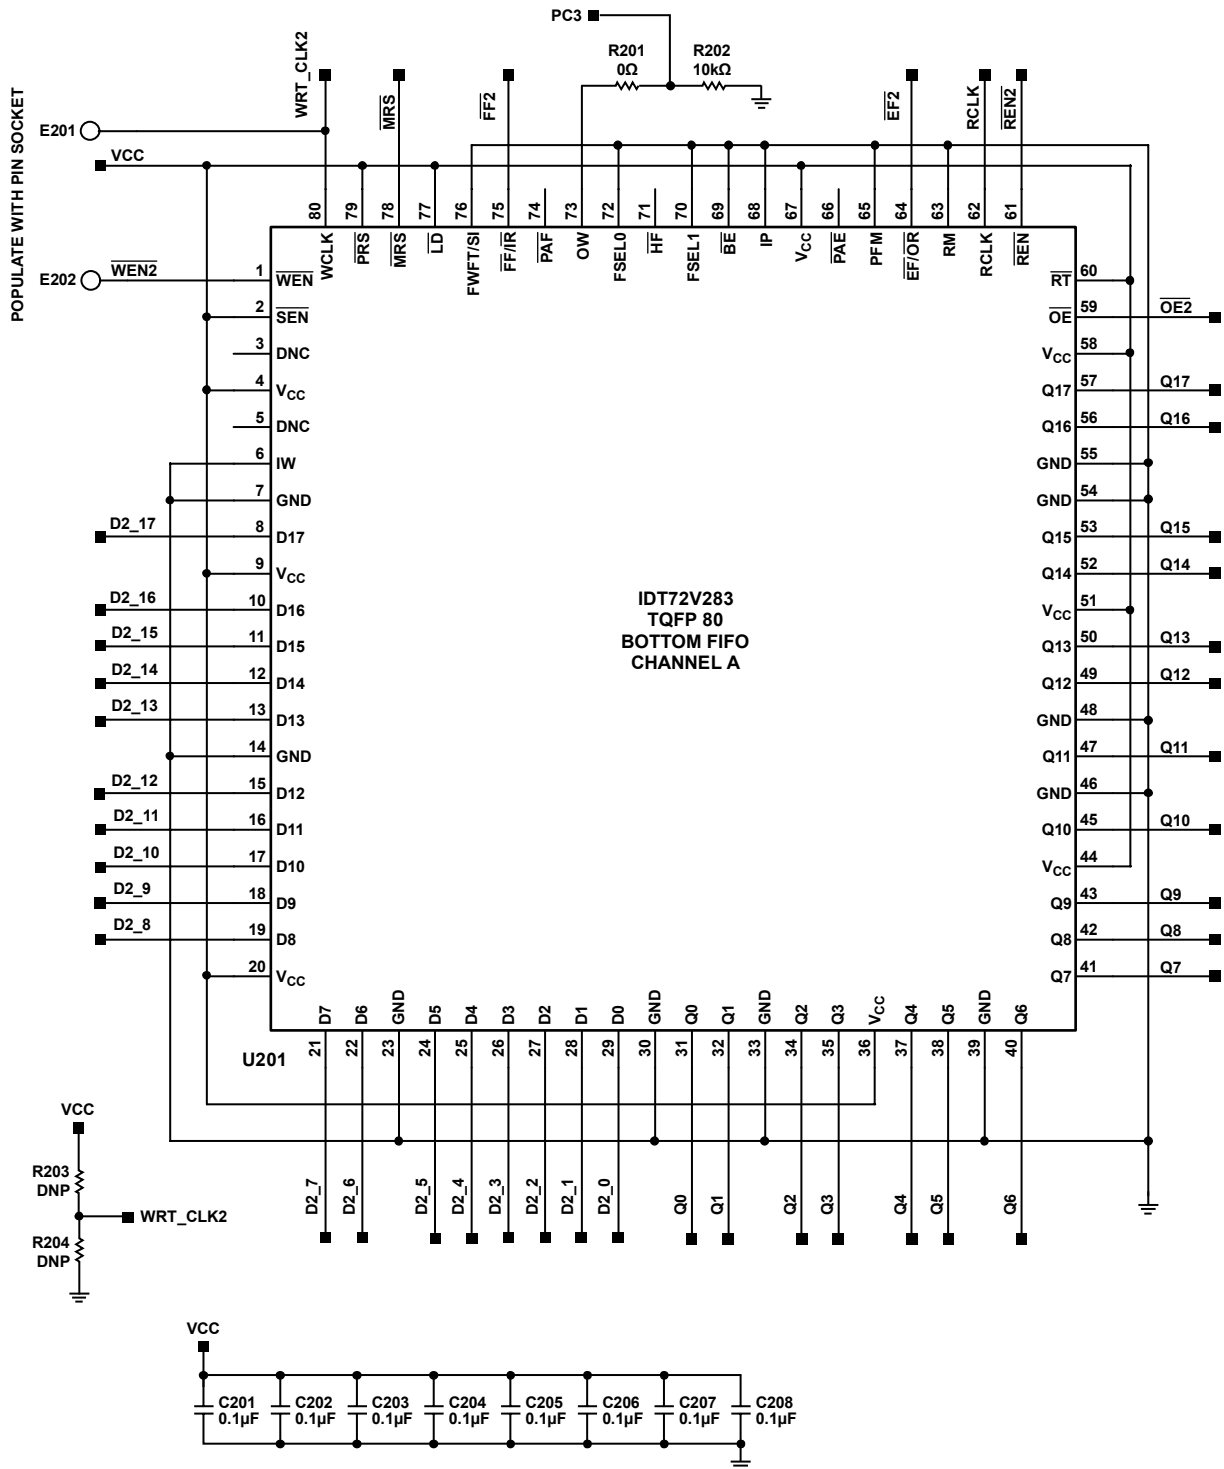 PC3
R201
0Ω
R202
10kΩ
WRT_CLK2
MRS
FF2
EF2
RCLK
REN2
POPULATE WITH PIN SOCKET
E201
VCC
E202
WEN2
80
79
78
77
76
75
74
73
72
71
70
69
68
67
66
65
64
63
62
61
WCLK
PRS
MRS
LD
FWFT/SI
FF/IR
PAF
OW
FSEL0
HF
FSEL1
BE
IP
VCC
PAE
PFM
EF/OR
RM
RCLK
REN
1 WEN
2 SEN
3 DNC
4 VCC
5 DNC
6 IW
7 GND
D2_17 8 D17
9 VCC
D2_16 10 D16
D2_15 11 D15
D2_14 12 D14
D2_13 13 D13
14 GND
D2_12 15 D12
D2_11 16 D11
D2_10 17 D10
D2_9 18 D9
D2_8 19 D8
20 VCC
IDT72V283
TQFP 80
BOTTOM FIFO
CHANNEL A
RT 60
OE 59 OE2
VCC 58
Q17 57 Q17
Q16 56 Q16
GND 55
GND 54
Q15 53 Q15
Q14 52 Q14
VCC 51
Q13 50 Q13
Q12 49 Q12
GND 48
Q11 47 Q11
GND 46
Q10 45 Q10
VCC 44
Q9 43 Q9
Q8 42 Q8
Q7 41 Q7
D7
D6
GND
D5
D4
D3
D2
D1
D0
GND
Q0
Q1
GND
Q2
Q3
VCC
Q4
Q5
GND
Q6
U201
21
22
23
24
25
26
27
28
29
30
31
32
33
34
35
36
37
38
39
40
D2_7
D2_6
D2_5
D2_4
D2_3
D2_2
D2_1
D2_0
Q0
Q1
Q2
Q3
Q4
Q5
Q6
VCC
R203
DNP
WRT_CLK2
R204
DNP
VCC
C201
0.1µF
C202
0.1µF
C203
0.1µF
C204
0.1µF
C205
0.1µF
C206
0.1µF
C207
0.1µF
C208
0.1µF